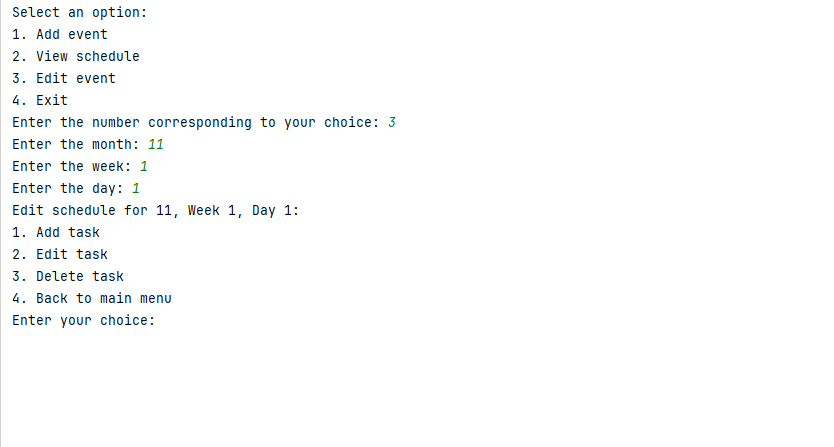 Select an option:
1. Add event
2. View schedule
3. Edit event
4. Exit
Enter the number corresponding to your choice: 3
Enter the month: 11
Enter the week: 1
Enter the day: 1
Edit schedule for 11, Week 1, Day 1:
1. Add task
2. Edit task
3. Delete task
4. Back to main menu
Enter your choice: